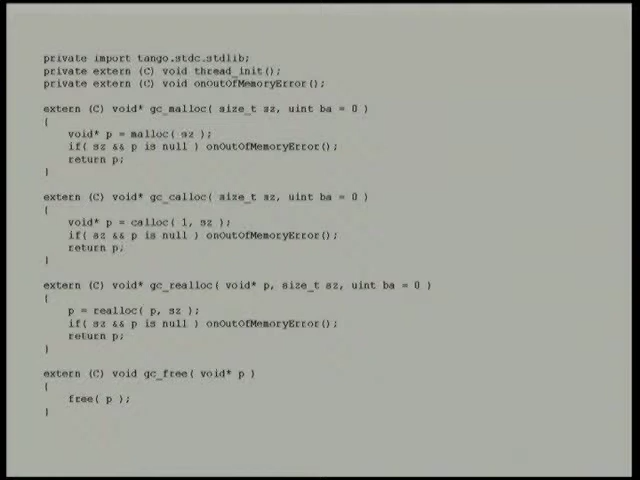 private import tango.stdc.stdlib;
private extern (C) void thread_init();
private extern (C) void onOutOfMemoryError();
extern (C) void* gc_malloc( size_t sz, uint ba = 0 )
{
void* p = malloc( sz );
if( sz && p is null ) onOutOfMemoryError();
return p;
}
extern (C) void* gc_calloc( size_t sz, uint ba = 0 )
{
void* p = calloc( 1, sz );
if( sz && p is null ) onOutOfMemoryError();
return p;
}
extern (C) void* gc_realloc( void* p, size_t sz, uint ba = 0 )
{
p = realloc( p, sz );
if( sz && p is null ) onOutOfMemoryError();
return p;
}
extern (C) void gc_free( void* p )
{
free( p );
}